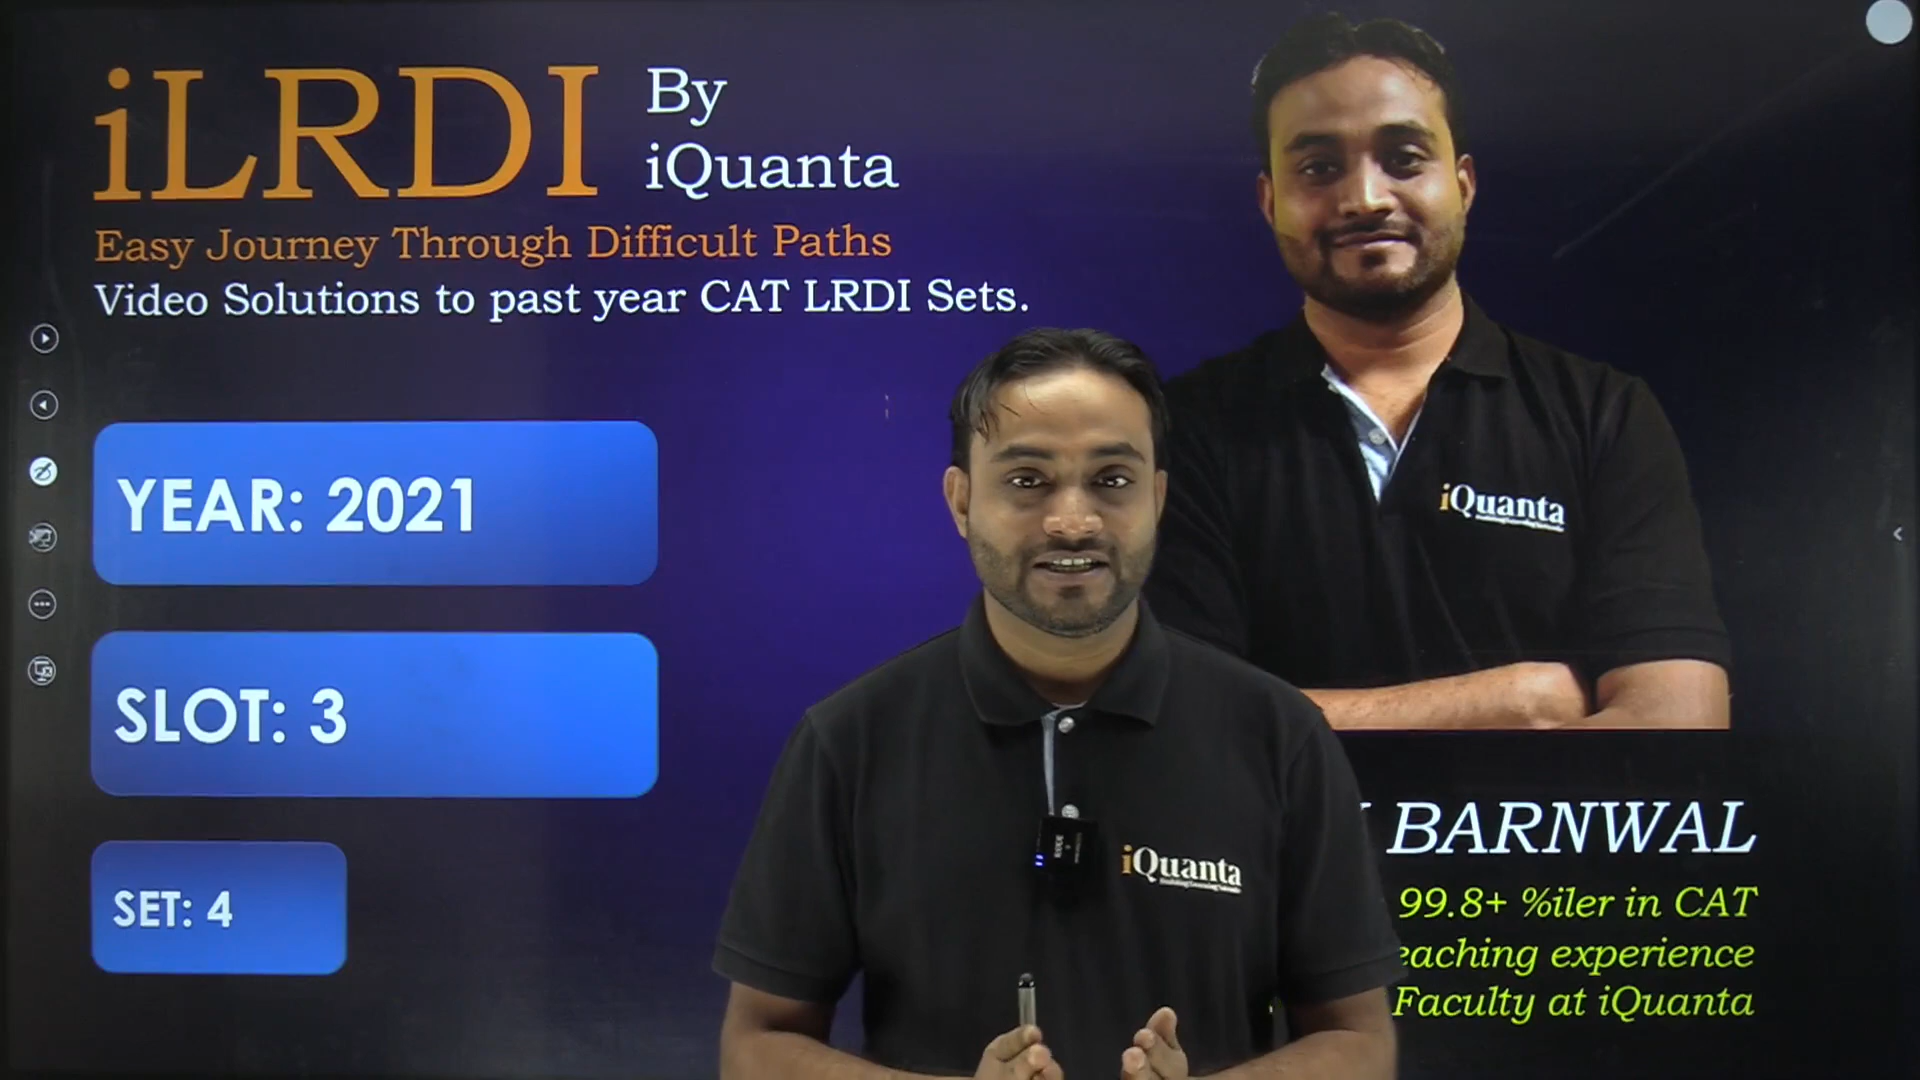 iLRDI
By
iQuanta
Easy Journey Through Difficult Paths
Video Solutions to past year CAT LRDI Sets.
YEAR: 2021
SLOT: 3
SET: 4
iQuanta
iQuanta
BARNWAL
99.8+ %iler in CAT
experience
Faculty at iQuanta